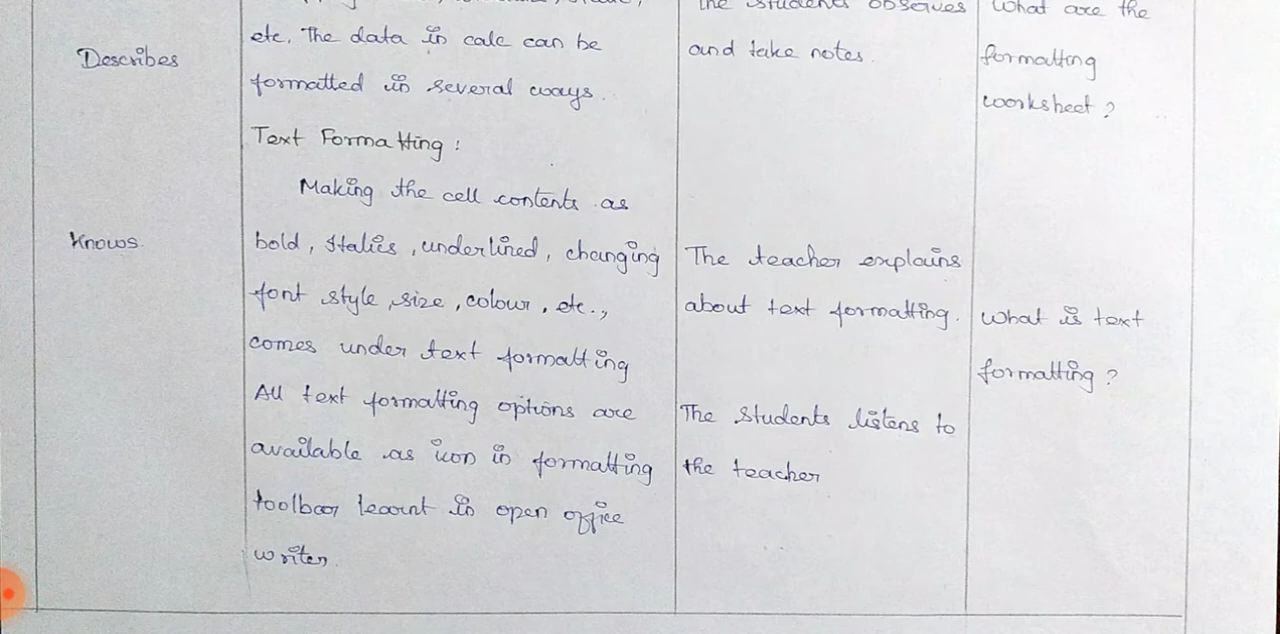 Describes
Knows.
etc. The data in calc can be
formatted in several ways.
Text Formatting :
Making the cell contents as
bold, Italics, underlined, changing
font style, size, colour, etc.,
comes under text formatting
All text formatting options are
available as icon in formatting
toolbar learnt in open office
writer.
the students observes
and take notes.
The teacher explains
about text formatting.
The students listens to
the teacher
What are the
formatting
worksheet ?
What is text
formatting ?